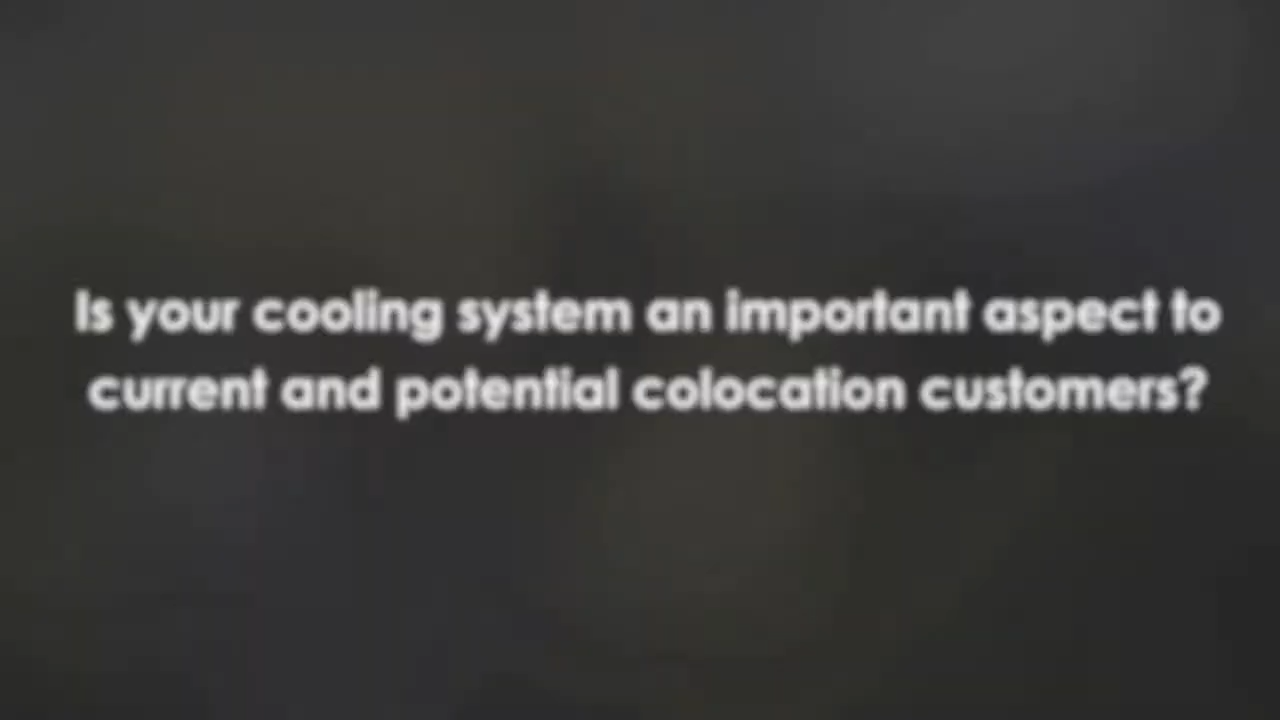 Is your cooling system an important aspect to
current and potential colocation customers?